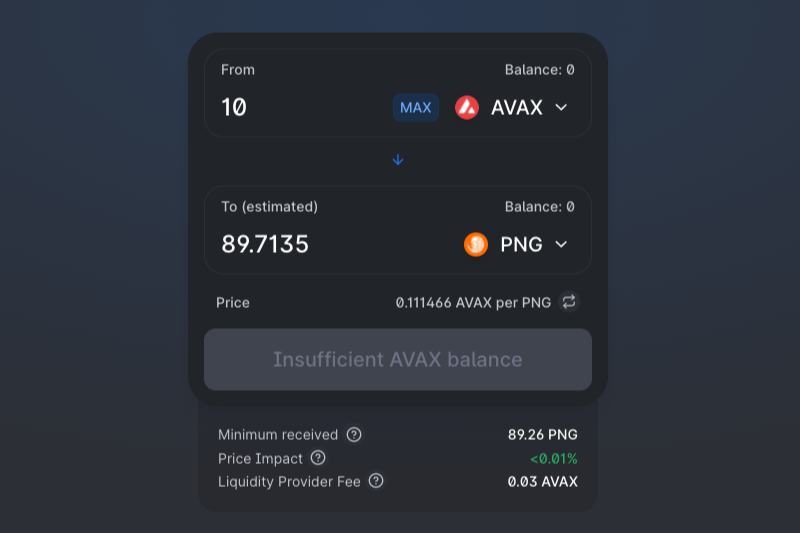 From Balance: 0
10 MAX AVAX
To (estimated) Balance: 0
89.7135 PNG
Price 0.111466 AVAX per PNG
Insufficient AVAX balance
Minimum received ? 89.26 PNG
Price Impact ? <0.01%
Liquidity Provider Fee ? 0.03 AVAX